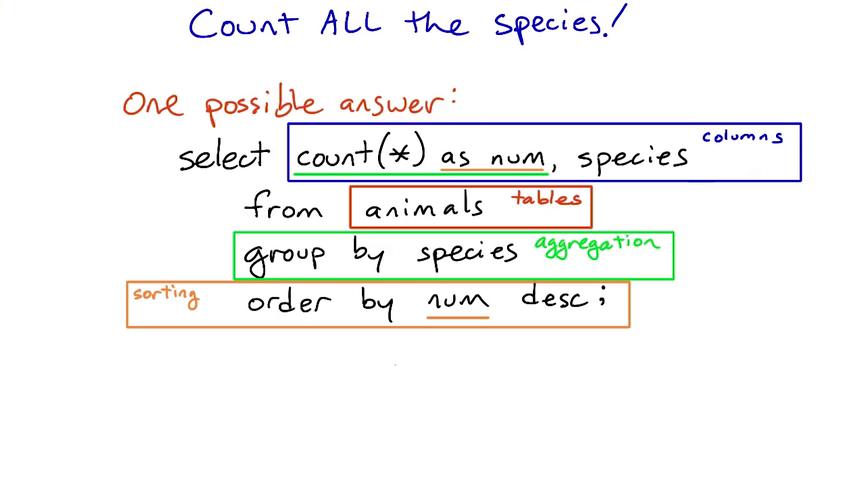 Count ALL the species!
One possible answer:
select count(*) as num, species columns
from animals tables
group by species aggregation
sorting order by num desc;